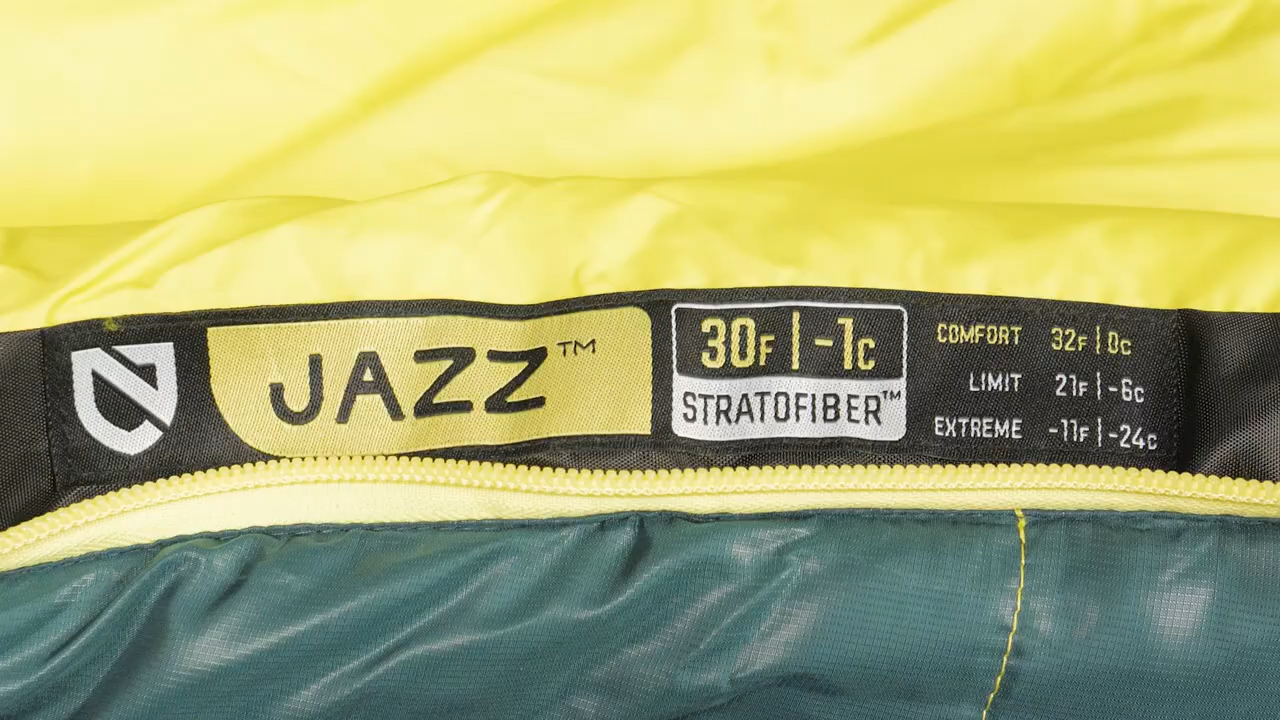 JAZZ™
30F | -1C
STRATOFIBER™
COMFORT 32F | 0C
LIMIT 21F | -6C
EXTREME -11F | -24C